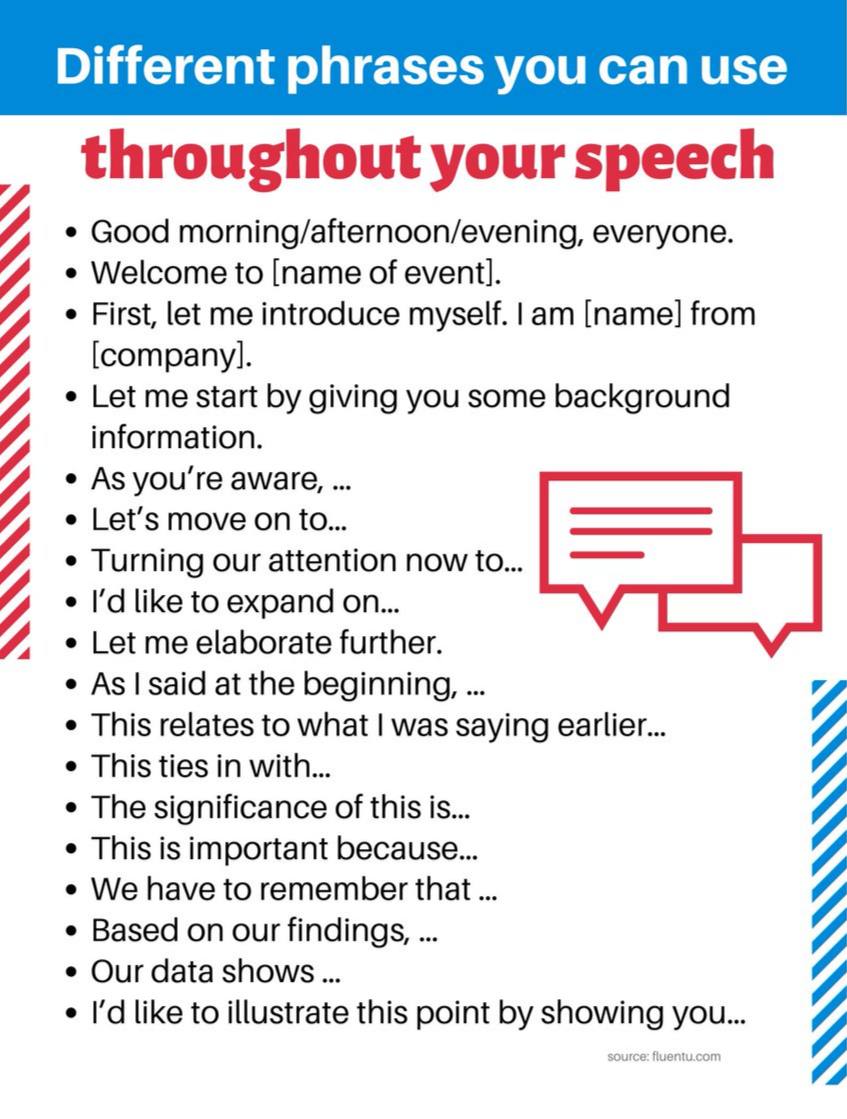 Different phrases you can use
throughout your speech
• Good morning/afternoon/evening, everyone.
• Welcome to [name of event].
• First, let me introduce myself. I am [name] from
[company].
• Let me start by giving you some background
information.
• As you’re aware, ...
• Let’s move on to...
• Turning our attention now to...
• I’d like to expand on...
• Let me elaborate further.
• As I said at the beginning, ...
• This relates to what I was saying earlier...
• This ties in with...
• The significance of this is...
• This is important because...
• We have to remember that ...
• Based on our findings, ...
• Our data shows ...
• I’d like to illustrate this point by showing you...
source: fluentu.com